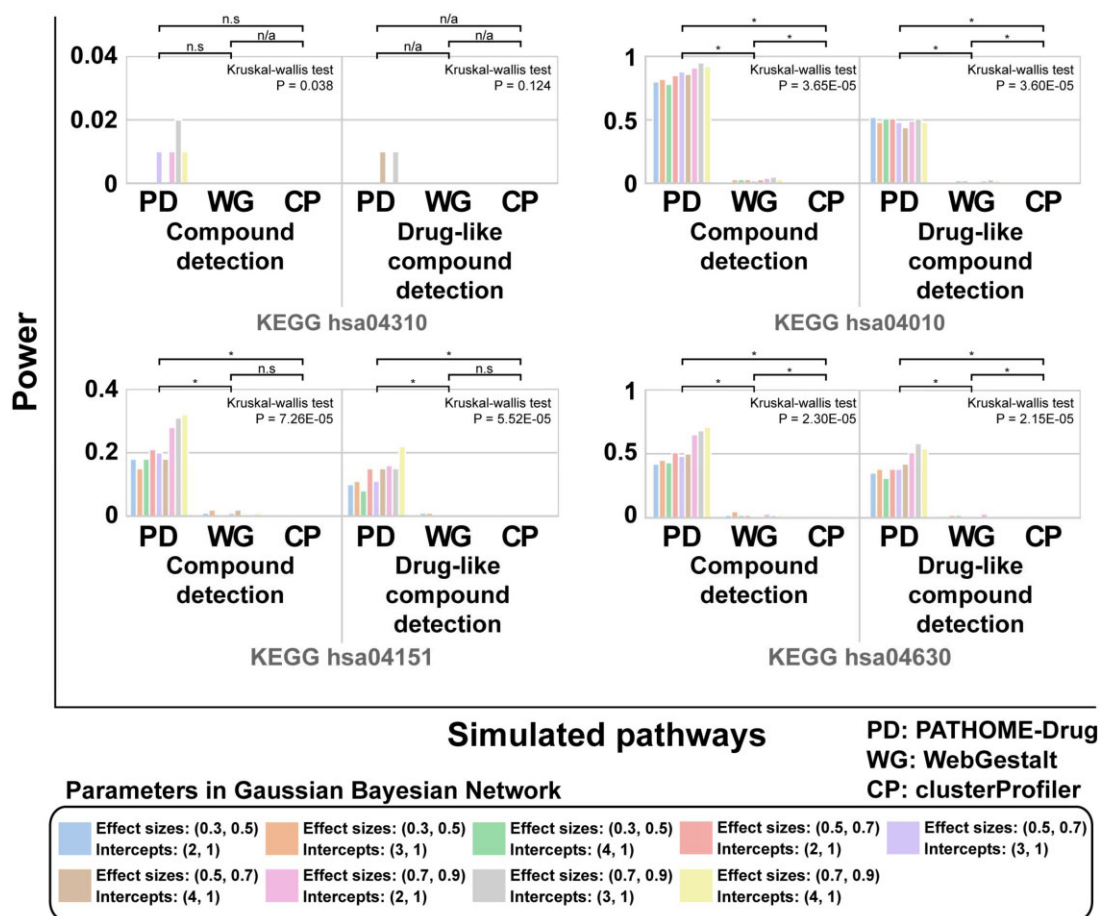 Power
n.s
n/a
n.s
n/a
n/a
n/a
0.04
0.02
0
Kruskal-wallis test
P = 0.038
Kruskal-wallis test
P = 0.124
PD WG CP
Compound
detection
PD WG CP
Drug-like
compound
detection
KEGG hsa04310
*
*
*
*
*
*
1
0.5
0
Kruskal-wallis test
P = 3.65E-05
Kruskal-wallis test
P = 3.60E-05
PD WG CP
Compound
detection
PD WG CP
Drug-like
compound
detection
KEGG hsa04010
*
n.s
*
*
n.s
*
0.4
0.2
0
Kruskal-wallis test
P = 7.26E-05
Kruskal-wallis test
P = 5.52E-05
PD WG CP
Compound
detection
PD WG CP
Drug-like
compound
detection
KEGG hsa04151
*
*
*
*
*
*
1
0.5
0
Kruskal-wallis test
P = 2.30E-05
Kruskal-wallis test
P = 2.15E-05
PD WG CP
Compound
detection
PD WG CP
Drug-like
compound
detection
KEGG hsa04630
Simulated pathways
PD: PATHOME-Drug
WG: WebGestalt
CP: clusterProfiler
Parameters in Gaussian Bayesian Network
Effect sizes: (0.3, 0.5)
Intercepts: (2, 1)
Effect sizes: (0.3, 0.5)
Intercepts: (3, 1)
Effect sizes: (0.3, 0.5)
Intercepts: (4, 1)
Effect sizes: (0.5, 0.7)
Intercepts: (2, 1)
Effect sizes: (0.5, 0.7)
Intercepts: (3, 1)
Effect sizes: (0.5, 0.7)
Intercepts: (4, 1)
Effect sizes: (0.7, 0.9)
Intercepts: (2, 1)
Effect sizes: (0.7, 0.9)
Intercepts: (3, 1)
Effect sizes: (0.7, 0.9)
Intercepts: (4, 1)